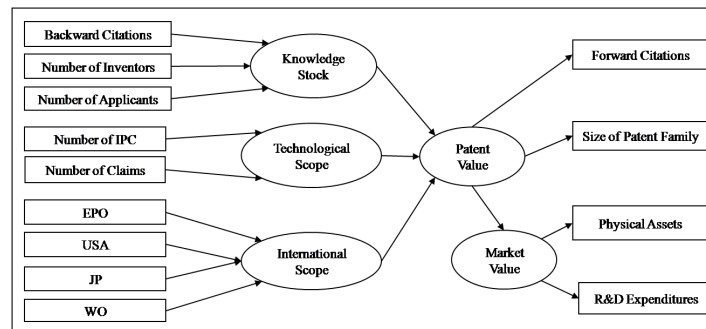 Backward Citations
Number of Inventors
Number of Applicants
Knowledge
Stock
Number of IPC
Number of Claims
Technological
Scope
EPO
USA
JP
WO
International
Scope
Patent
Value
Market
Value
Forward Citations
Size of Patent Family
Physical Assets
R&D Expenditures